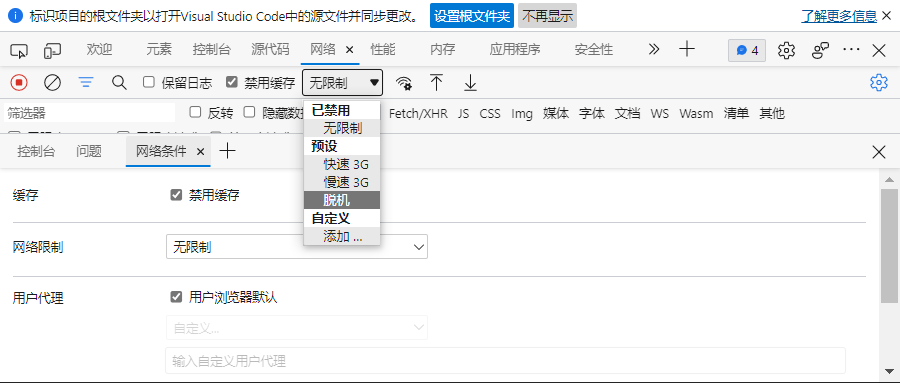 标识项目的根文件夹以打开Visual Studio Code中的源文件并同步更改。 设置根文件夹 不再显示 了解更多信息
欢迎 元素 控制台 源代码 网络 性能 内存 应用程序 安全性 4
保留日志 禁用缓存 无限制
筛选器 反转 隐藏数 Fetch/XHR JS CSS Img 媒体 字体 文档 WS Wasm 清单 其他
已禁用
无限制
预设
快速 3G
慢速 3G
脱机
自定义
添加 ...
控制台 问题 网络条件
缓存 禁用缓存
网络限制 无限制
用户代理 用户浏览器默认
自定义...
输入自定义用户代理